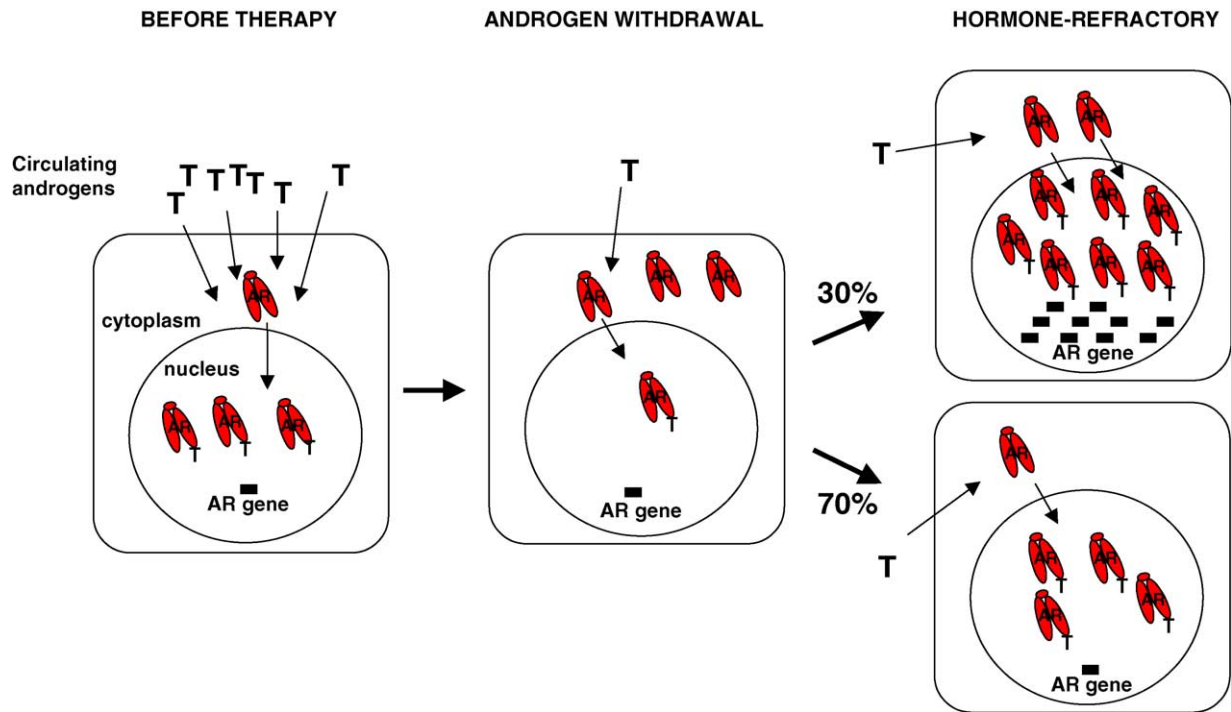 BEFORE THERAPY
Circulating
androgens
T T T T T T T
AR
cytoplasm
nucleus
AR AR AR
T T T
AR gene
ANDROGEN WITHDRAWAL
T
AR AR AR
AR
T
AR gene
30%
70%
HORMONE-REFRACTORY
AR AR
T
AR AR AR
T T T
AR AR AR AR
T T T T
AR gene
AR
T
AR AR
T T
AR AR
T T
AR gene